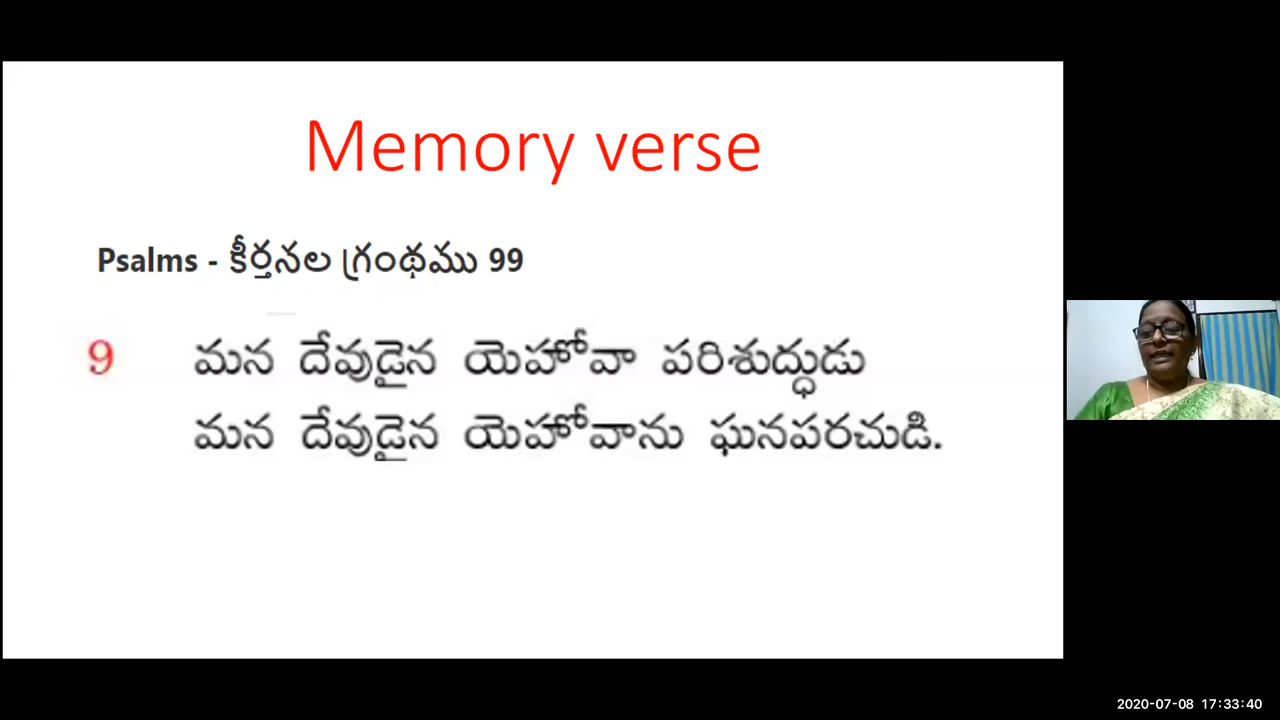 Memory verse
Psalms - కీర్తనల గ్రంథము 99
9 మన దేవుడైన యెహోవా పరిశుద్ధుడు
మన దేవుడైన యెహోవాను ఘనపరచుడి.
2020-07-08 17:33:40